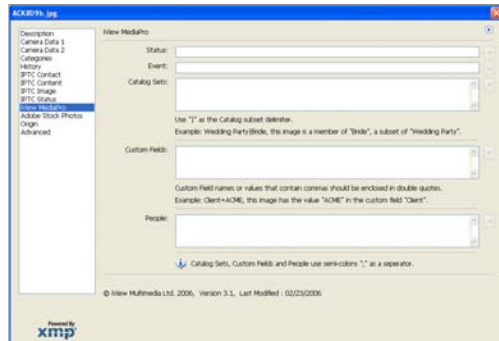 ACK8D9b.jpg
Description
Camera Data 1
Camera Data 2
Categories
History
IPTC Contact
IPTC Content
IPTC Image
IPTC Status
iView MediaPro
Adobe Stock Photos
Origin
Advanced
iView MediaPro
Status:
Event:
Catalog Sets:
Use "|" as the Catalog subset delimiter.
Example: Wedding Party|Bride, this image is a member of "Bride", a subset of "Wedding Party".
Custom Fields:
Custom Field names or values that contain commas should be enclosed in double quotes.
Example: Client=ACME, this image has the value "ACME" in the custom field "Client".
People:
Catalog Sets, Custom Fields and People use semi-colons ";" as a seperator.
© iView Multimedia Ltd. 2006, Version 3.1, Last Modified : 02/23/2006
Powered By
xmp